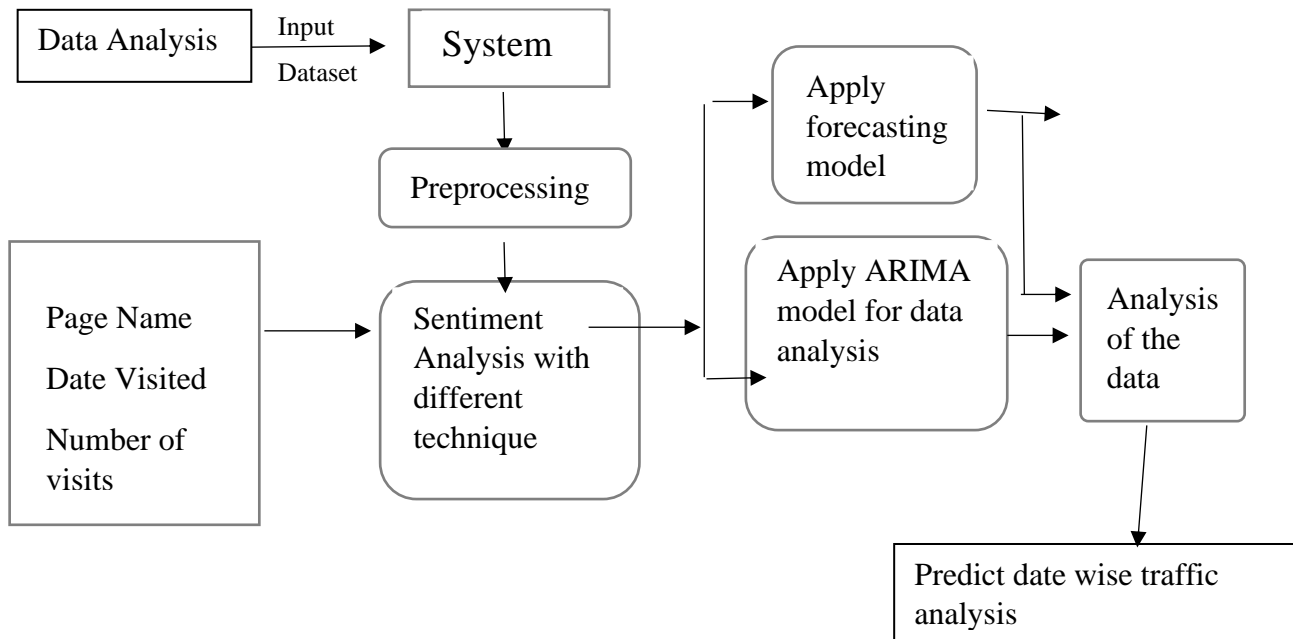 Data Analysis
Input
Dataset
System
Preprocessing
Page Name
Date Visited
Number of
visits
Sentiment
Analysis with
different
technique
Apply
forecasting
model
Apply ARIMA
model for data
analysis
Analysis
of the
data
Predict date wise traffic
analysis